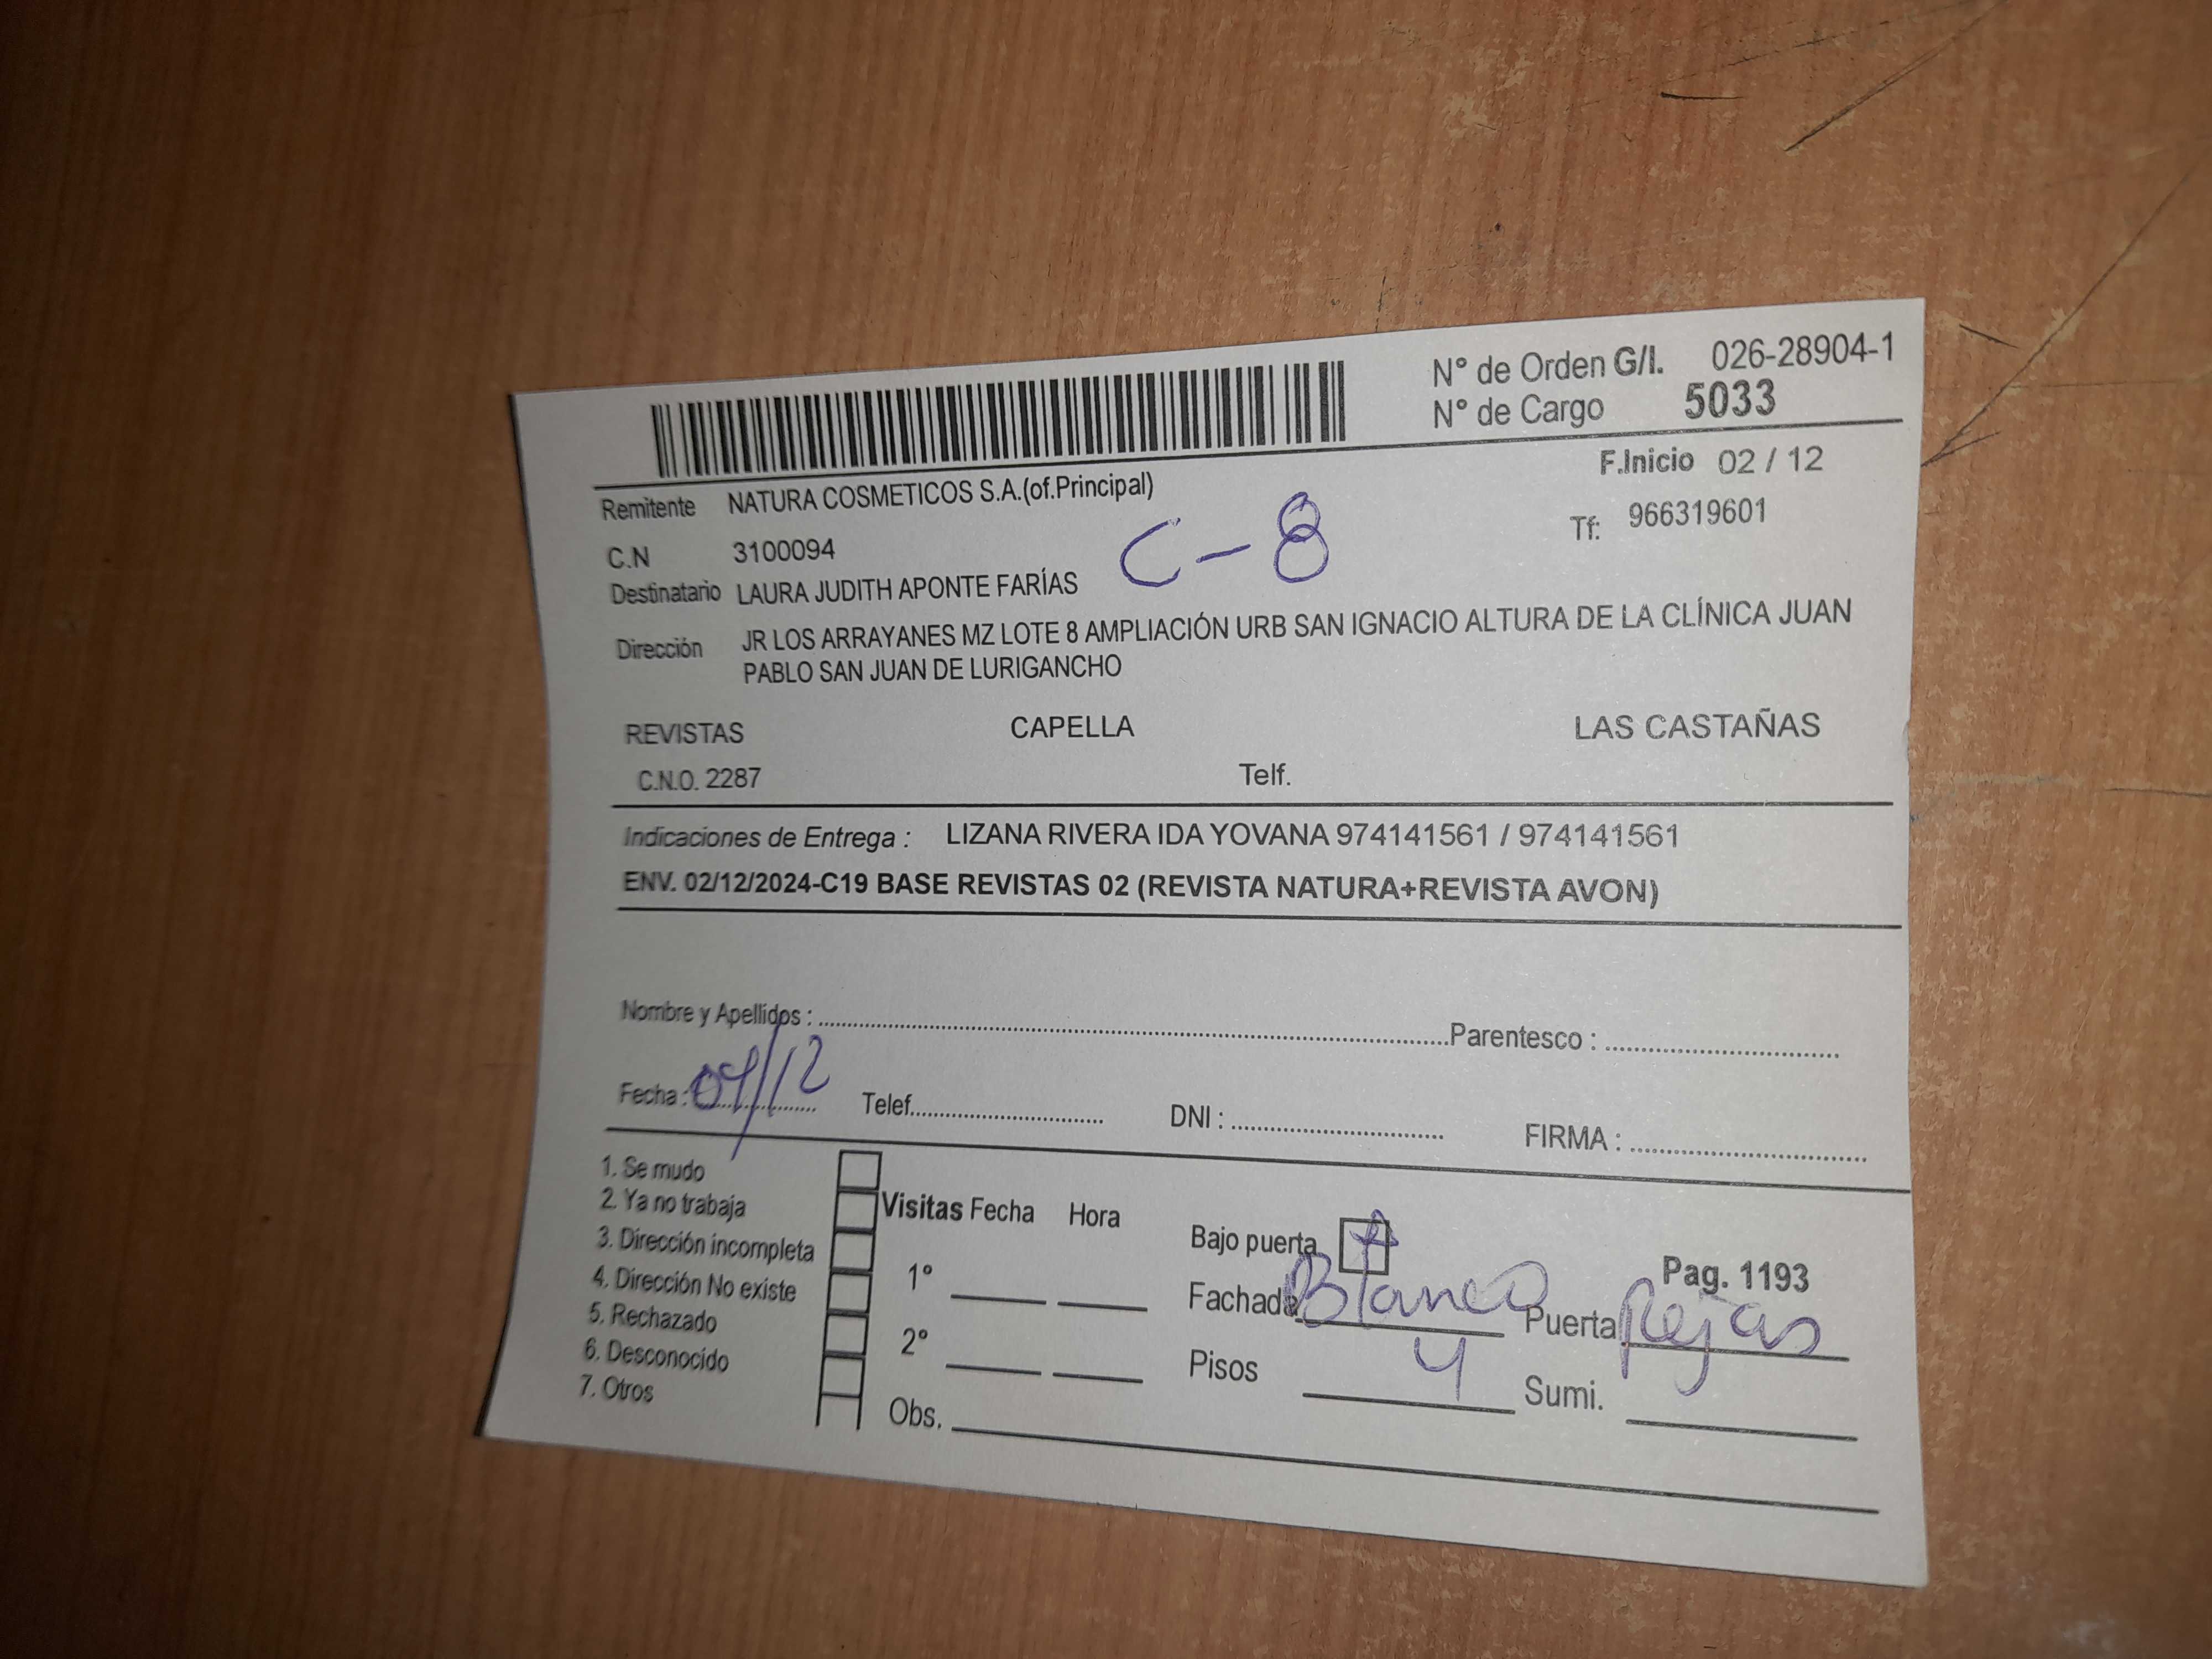 N° de Orden G/I. 026-28904-1
N° de Cargo 5033
F.Inicio 02 / 12
Remitente NATURA COSMETICOS S.A.(of.Principal)
Tf: 966319601
C.N 3100094
C-8
Destinatario LAURA JUDITH APONTE FARÍAS
Dirección JR LOS ARRAYANES MZ LOTE 8 AMPLIACIÓN URB SAN IGNACIO ALTURA DE LA CLÍNICA JUAN
PABLO SAN JUAN DE LURIGANCHO
REVISTAS CAPELLA LAS CASTAÑAS
C.N.O. 2287 Telf.
Indicaciones de Entrega : LIZANA RIVERA IDA YOVANA 974141561 / 974141561
ENV. 02/12/2024-C19 BASE REVISTAS 02 (REVISTA NATURA+REVISTA AVON)
Nombre y Apellidos : Parentesco :
Fecha : 04/12 Telef. DNI : FIRMA :
1. Se mudo
2. Ya no trabaja
3. Dirección incompleta
4. Dirección No existe
5. Rechazado
6. Desconocido
7. Otros
Visitas Fecha Hora
1°
2°
Obs.
Bajo puerta
Pag. 1193
Fachada Blanco Puerta Rejas
Pisos 4 Sumi.